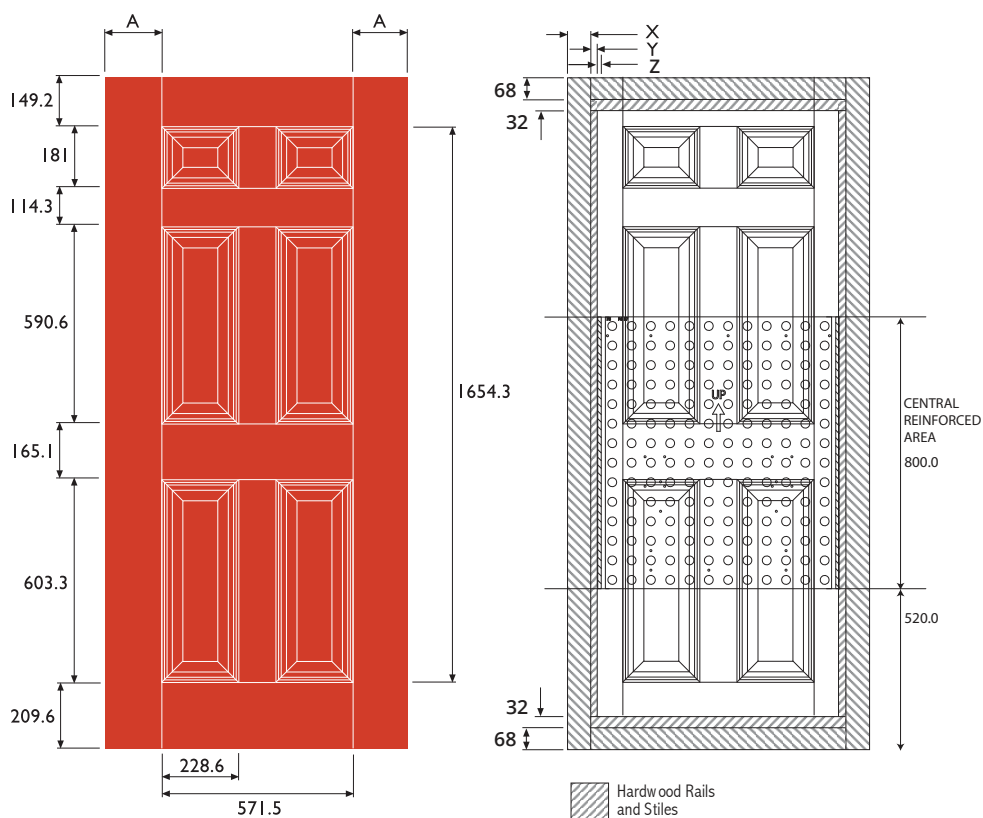 A
A
149.2
181
114.3
590.6
165.1
603.3
209.6
1654.3
228.6
571.5
X
Y
Z
68
32
UP
CENTRAL
REINFORCED
AREA
800.0
520.0
32
68
Hardwood Rails
and Stiles